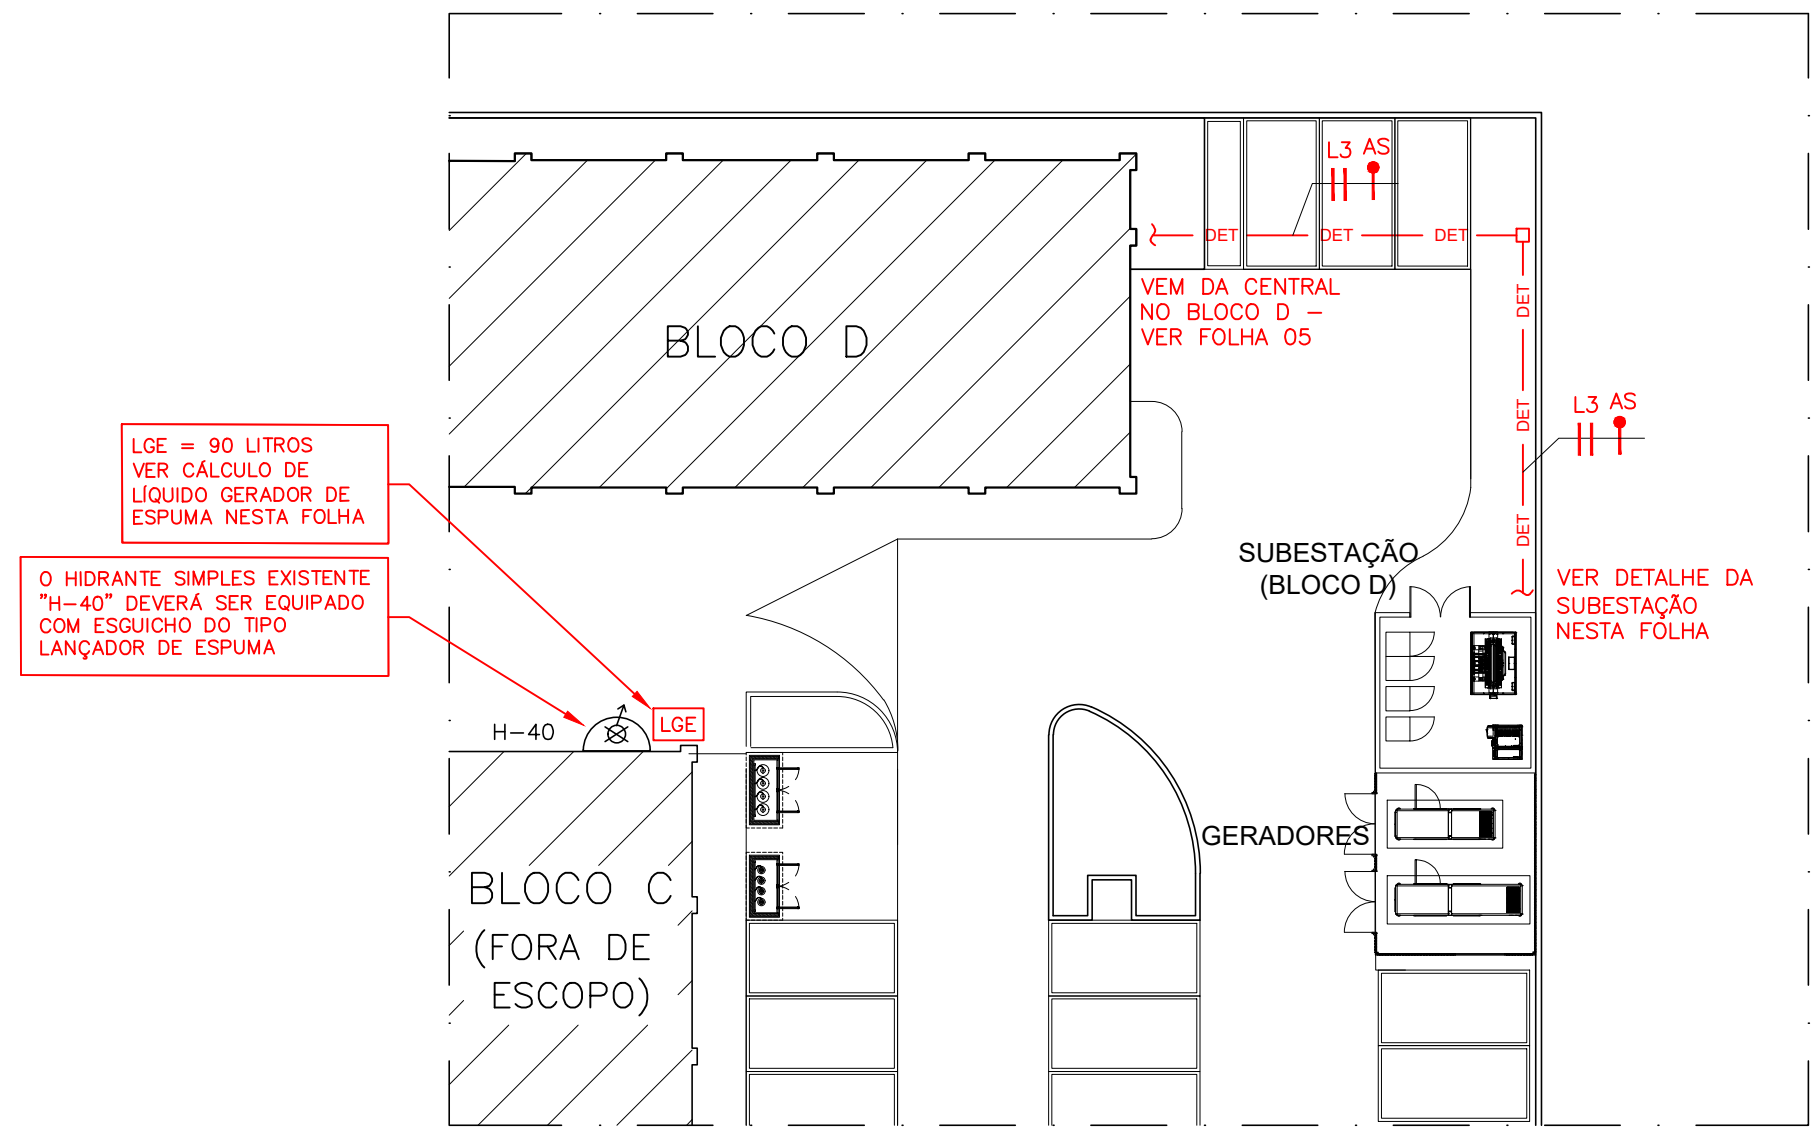 L3 AS
DET DET DET
VEM DA CENTRAL
NO BLOCO D –
VER FOLHA 05
DET
DET
DET
BLOCO D
L3 AS
LGE = 90 LITROS
VER CÁLCULO DE
LÍQUIDO GERADOR DE
ESPUMA NESTA FOLHA
O HIDRANTE SIMPLES EXISTENTE
"H-40" DEVERÁ SER EQUIPADO
COM ESGUICHO DO TIPO
LANÇADOR DE ESPUMA
SUBESTAÇÃO
(BLOCO D)
VER DETALHE DA
SUBESTAÇÃO
NESTA FOLHA
H-40
LGE
GERADORES
BLOCO C
(FORA DE
ESCOPO)